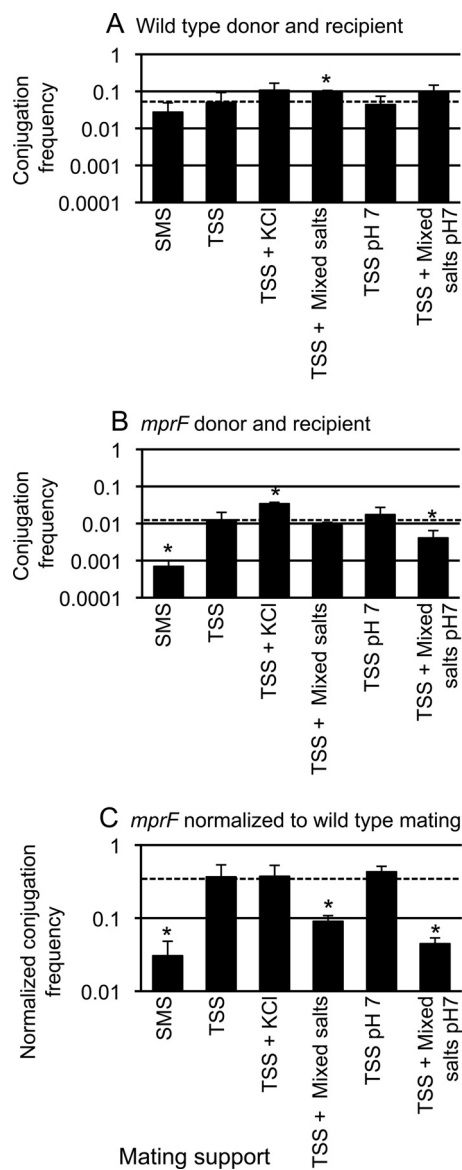 A Wild type donor and recipient
Conjugation
frequency
1
0.1
0.01
0.001
0.0001
*
SMS
TSS
TSS + KCl
TSS + Mixed salts
TSS pH 7
TSS + Mixed
salts pH7
B mprF donor and recipient
Conjugation
frequency
1
0.1
0.01
0.001
0.0001
*
*
*
SMS
TSS
TSS + KCl
TSS + Mixed salts
TSS pH 7
TSS + Mixed
salts pH7
C mprF normalized to wild type mating
Normalized conjugation
frequency
1
0.1
0.01
*
*
*
SMS
TSS
TSS + KCl
TSS + Mixed salts
TSS pH 7
TSS + Mixed
salts pH7
Mating support